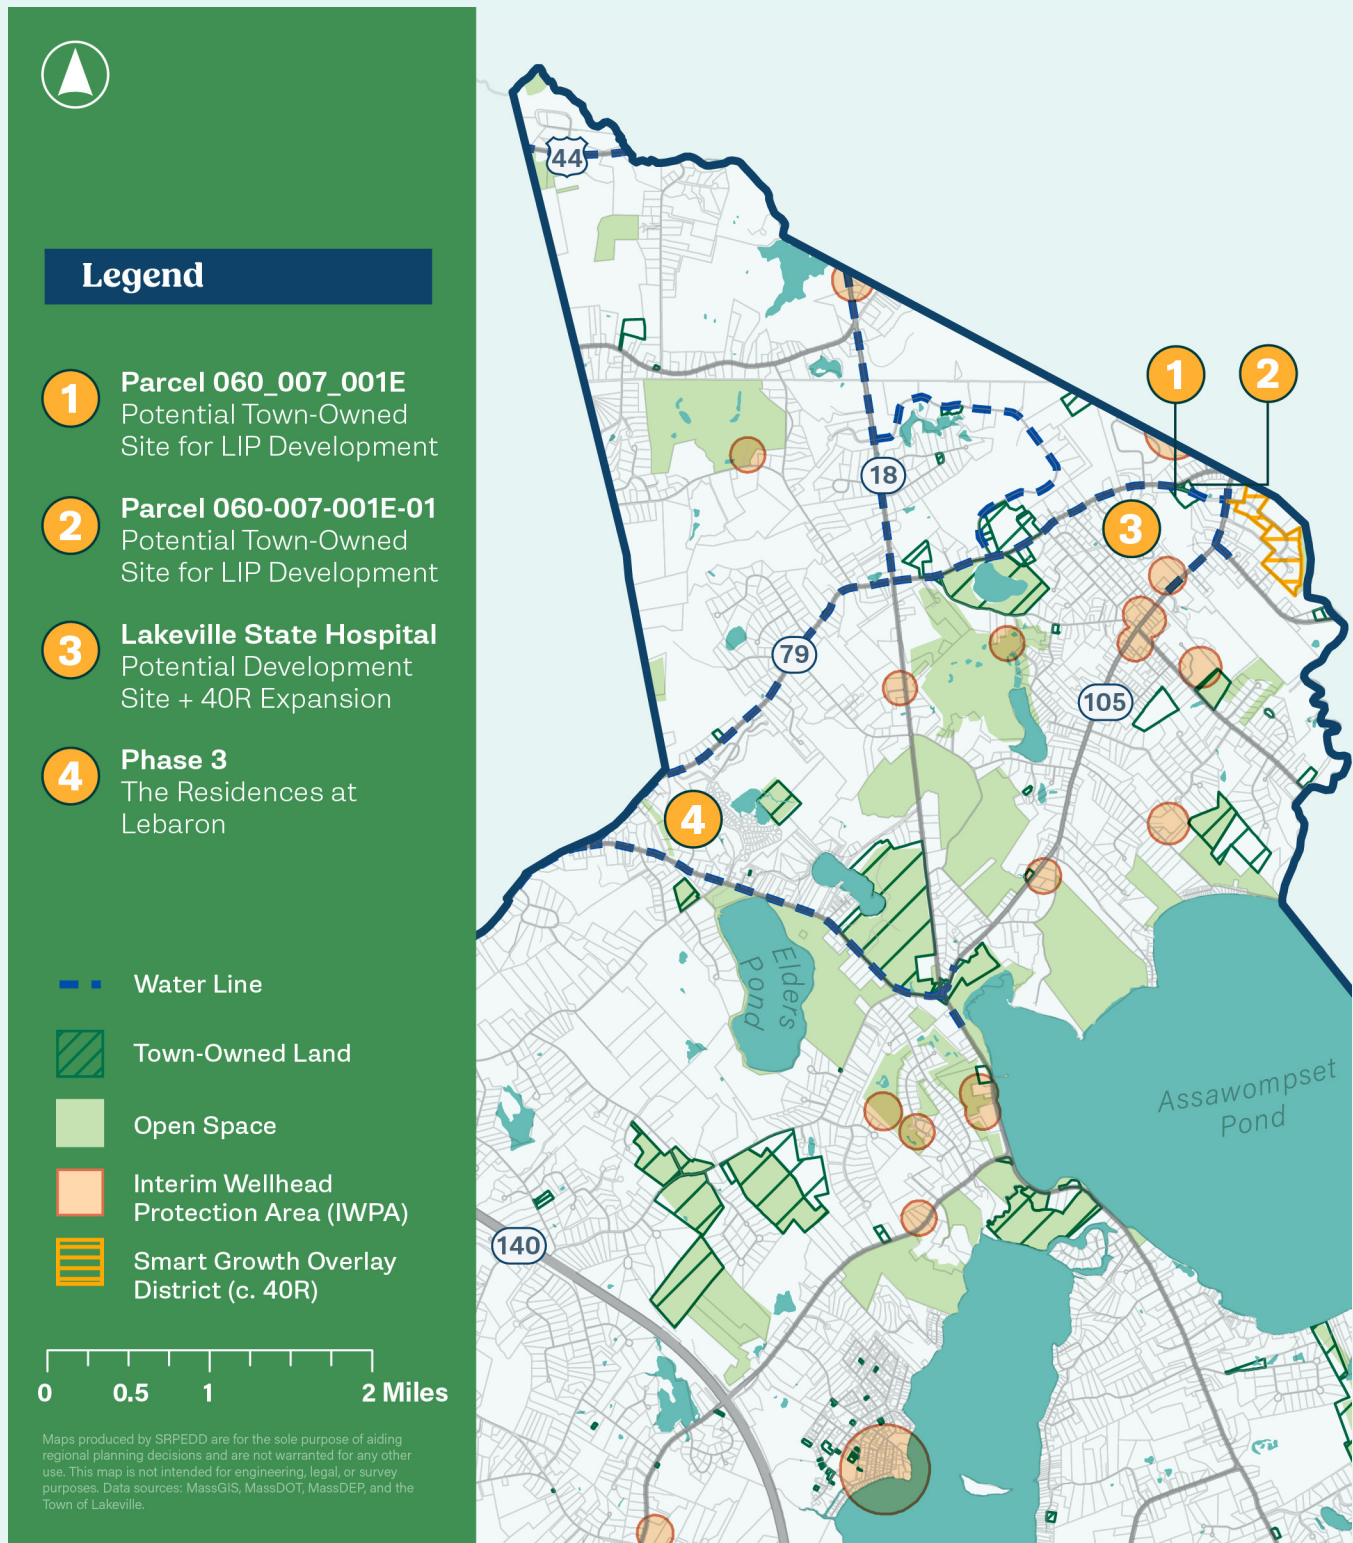 Legend
1
Parcel 060_007_001E
Potential Town-Owned
Site for LIP Development
2
Parcel 060-007-001E-01
Potential Town-Owned
Site for LIP Development
3
Lakeville State Hospital
Potential Development
Site + 40R Expansion
4
Phase 3
The Residences at
Lebaron
Water Line
Town-Owned Land
Open Space
Interim Wellhead
Protection Area (IWPA)
Smart Growth Overlay
District (c. 40R)
0 0.5 1 2 Miles
Maps produced by SRPEDD are for the sole purpose of aiding
regional planning decisions and are not warranted for any other
use. This map is not intended for engineering, legal, or survey
purposes. Data sources: MassGIS, MassDOT, MassDEP, and the
Town of Lakeville.
44
1
2
18
3
79
105
4
Elders
Pond
Assawompset
Pond
140